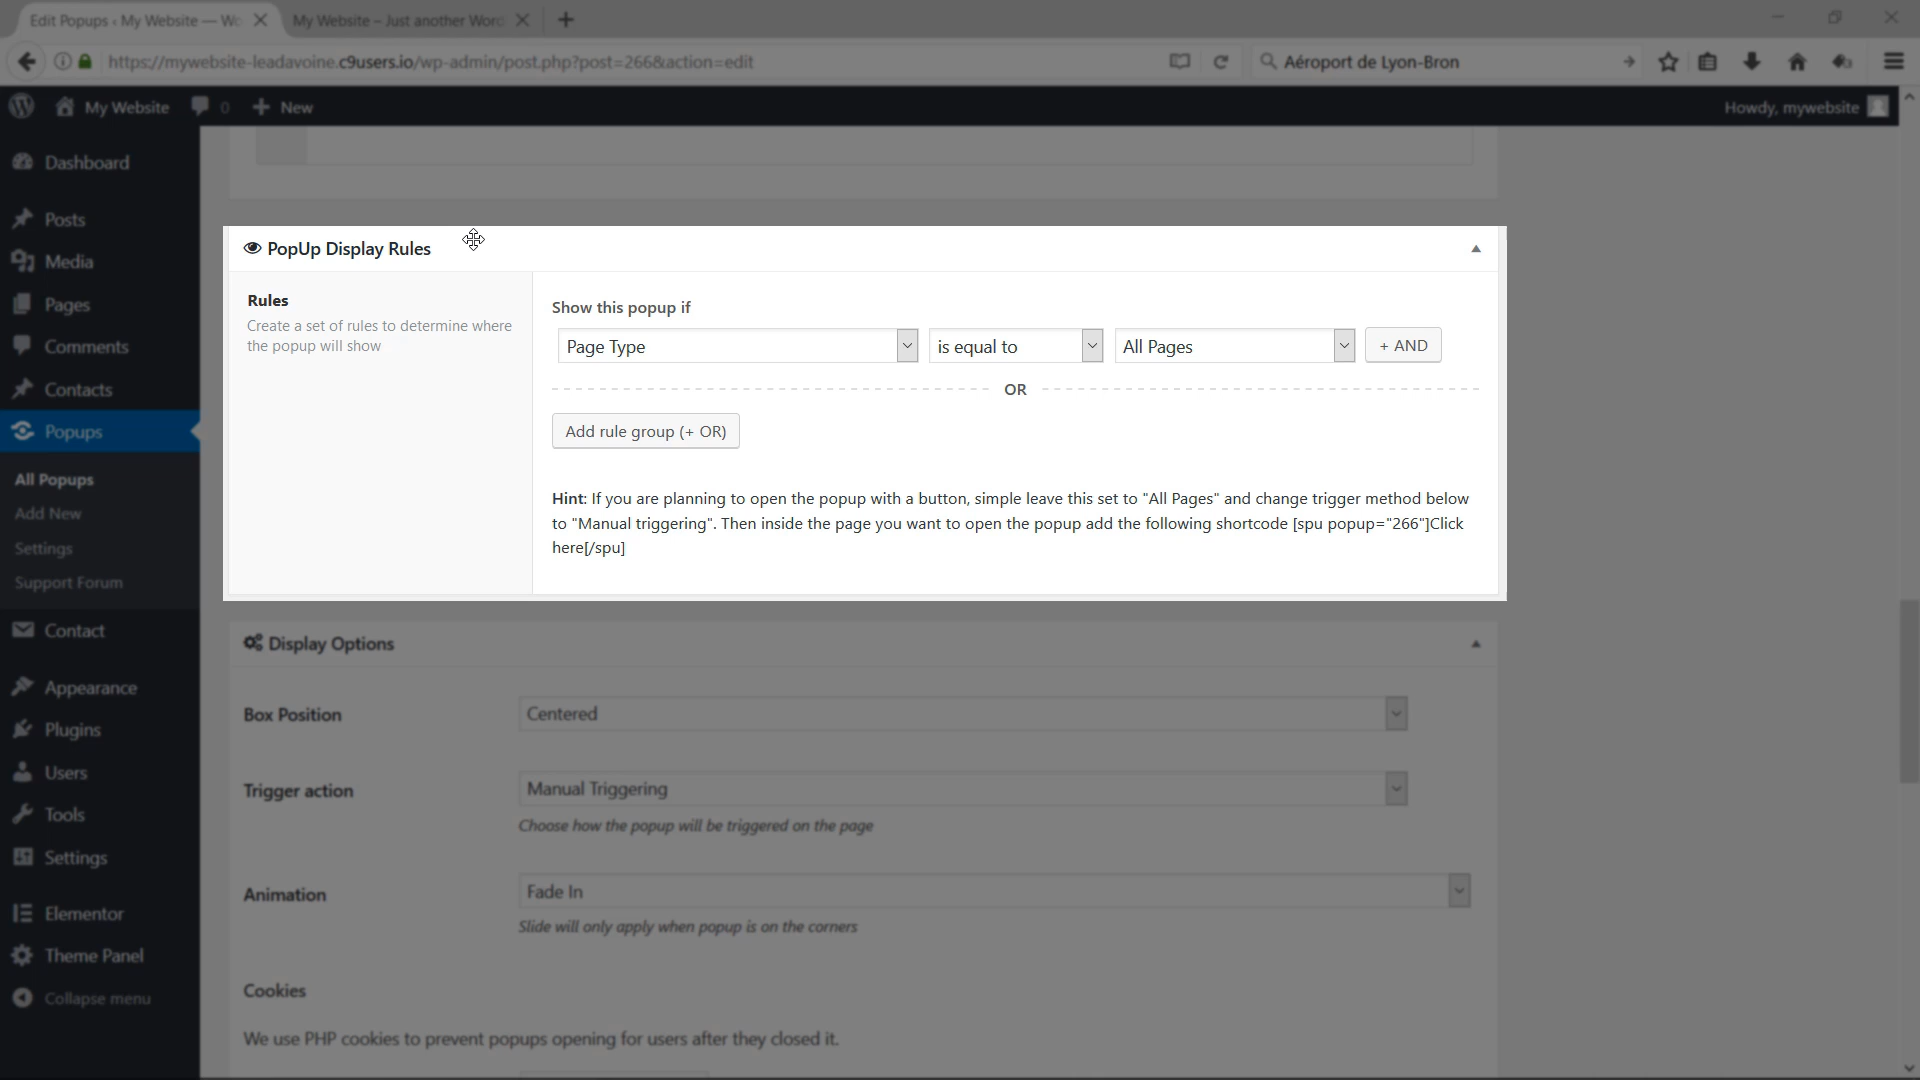 Edit Popups ‹ My Website — Wo
My Website – Just another Word
https://mywebsite-leadavoine.c9users.io/wp-admin/post.php?post=266&action=edit
Aéroport de Lyon-Bron
My Website
0
New
Howdy, mywebsite
Dashboard
Posts
Media
Pages
Comments
Contacts
Popups
All Popups
Add New
Settings
Support Forum
Contact
Appearance
Plugins
Users
Tools
Settings
Elementor
Theme Panel
Collapse menu
PopUp Display Rules
Rules
Create a set of rules to determine where
the popup will show
Show this popup if
Page Type is equal to All Pages + AND
OR
Add rule group (+ OR)
Hint: If you are planning to open the popup with a button, simple leave this set to "All Pages" and change trigger method below
to "Manual triggering". Then inside the page you want to open the popup add the following shortcode [spu popup="266"]Click
here[/spu]
Display Options
Box Position Centered
Trigger action Manual Triggering
Choose how the popup will be triggered on the page
Animation Fade In
Slide will only apply when popup is on the corners
Cookies
We use PHP cookies to prevent popups opening for users after they closed it.